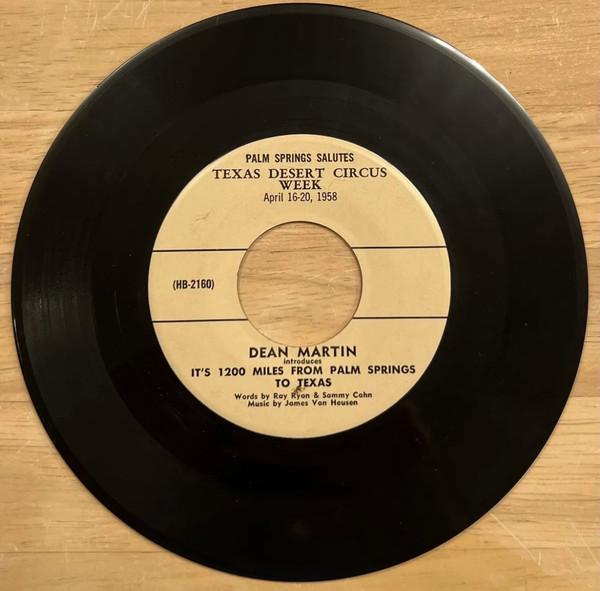 PALM SPRINGS SALUTES
TEXAS DESERT CIRCUS
WEEK
April 16-20, 1958
(HB-2160)
DEAN MARTIN
introduces
IT'S 1200 MILES FROM PALM SPRINGS
TO TEXAS
Words by Ray Ryan & Sammy Cahn
Music by James Van Heusen